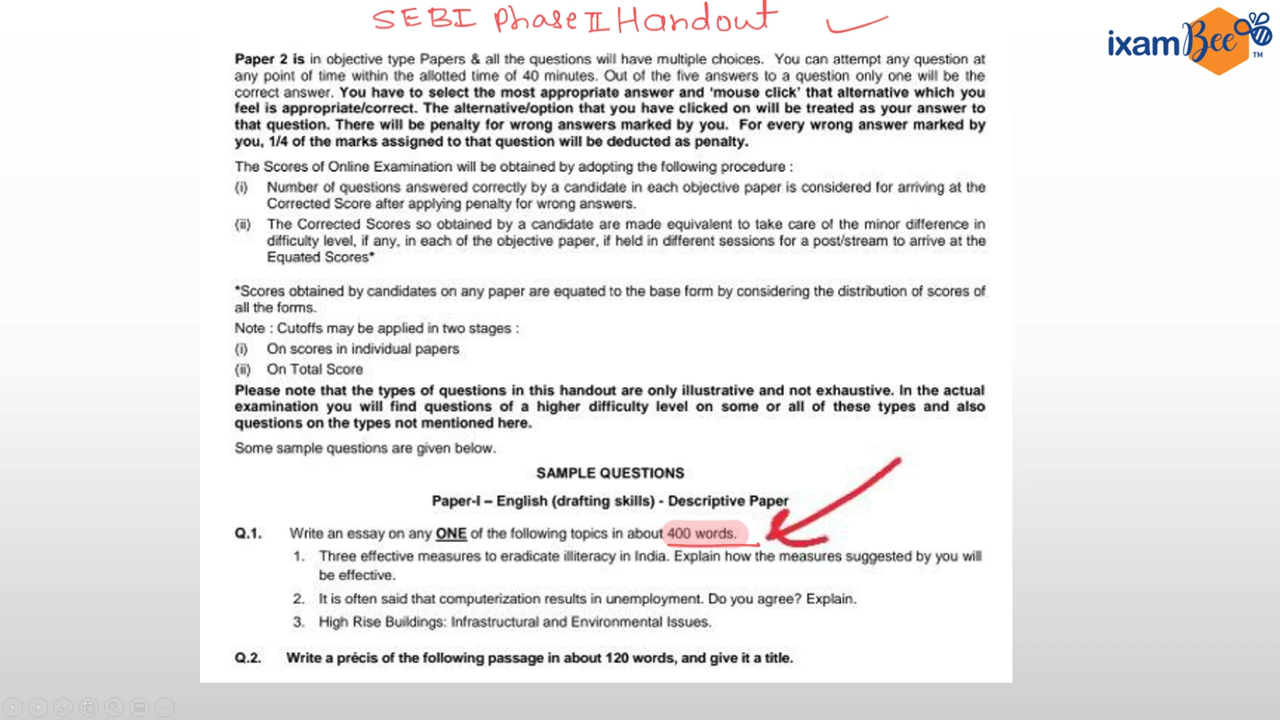 SEBI Phase II Handout
ixamBee™
Paper 2 is in objective type Papers & all the questions will have multiple choices. You can attempt any question at
any point of time within the allotted time of 40 minutes. Out of the five answers to a question only one will be the
correct answer. You have to select the most appropriate answer and 'mouse click' that alternative which you
feel is appropriate/correct. The alternative/option that you have clicked on will be treated as your answer to
that question. There will be penalty for wrong answers marked by you. For every wrong answer marked by
you, 1/4 of the marks assigned to that question will be deducted as penalty.
The Scores of Online Examination will be obtained by adopting the following procedure :
(i) Number of questions answered correctly by a candidate in each objective paper is considered for arriving at the
Corrected Score after applying penalty for wrong answers.
(ii) The Corrected Scores so obtained by a candidate are made equivalent to take care of the minor difference in
difficulty level, if any, in each of the objective paper, if held in different sessions for a post/stream to arrive at the
Equated Scores*
*Scores obtained by candidates on any paper are equated to the base form by considering the distribution of scores of
all the forms.
Note : Cutoffs may be applied in two stages :
(i) On scores in individual papers
(ii) On Total Score
Please note that the types of questions in this handout are only illustrative and not exhaustive. In the actual
examination you will find questions of a higher difficulty level on some or all of these types and also
questions on the types not mentioned here.
Some sample questions are given below.
SAMPLE QUESTIONS
Paper-I – English (drafting skills) - Descriptive Paper
Q.1. Write an essay on any ONE of the following topics in about 400 words.
1. Three effective measures to eradicate illiteracy in India. Explain how the measures suggested by you will
be effective.
2. It is often said that computerization results in unemployment. Do you agree? Explain.
3. High Rise Buildings: Infrastructural and Environmental Issues.
Q.2. Write a précis of the following passage in about 120 words, and give it a title.